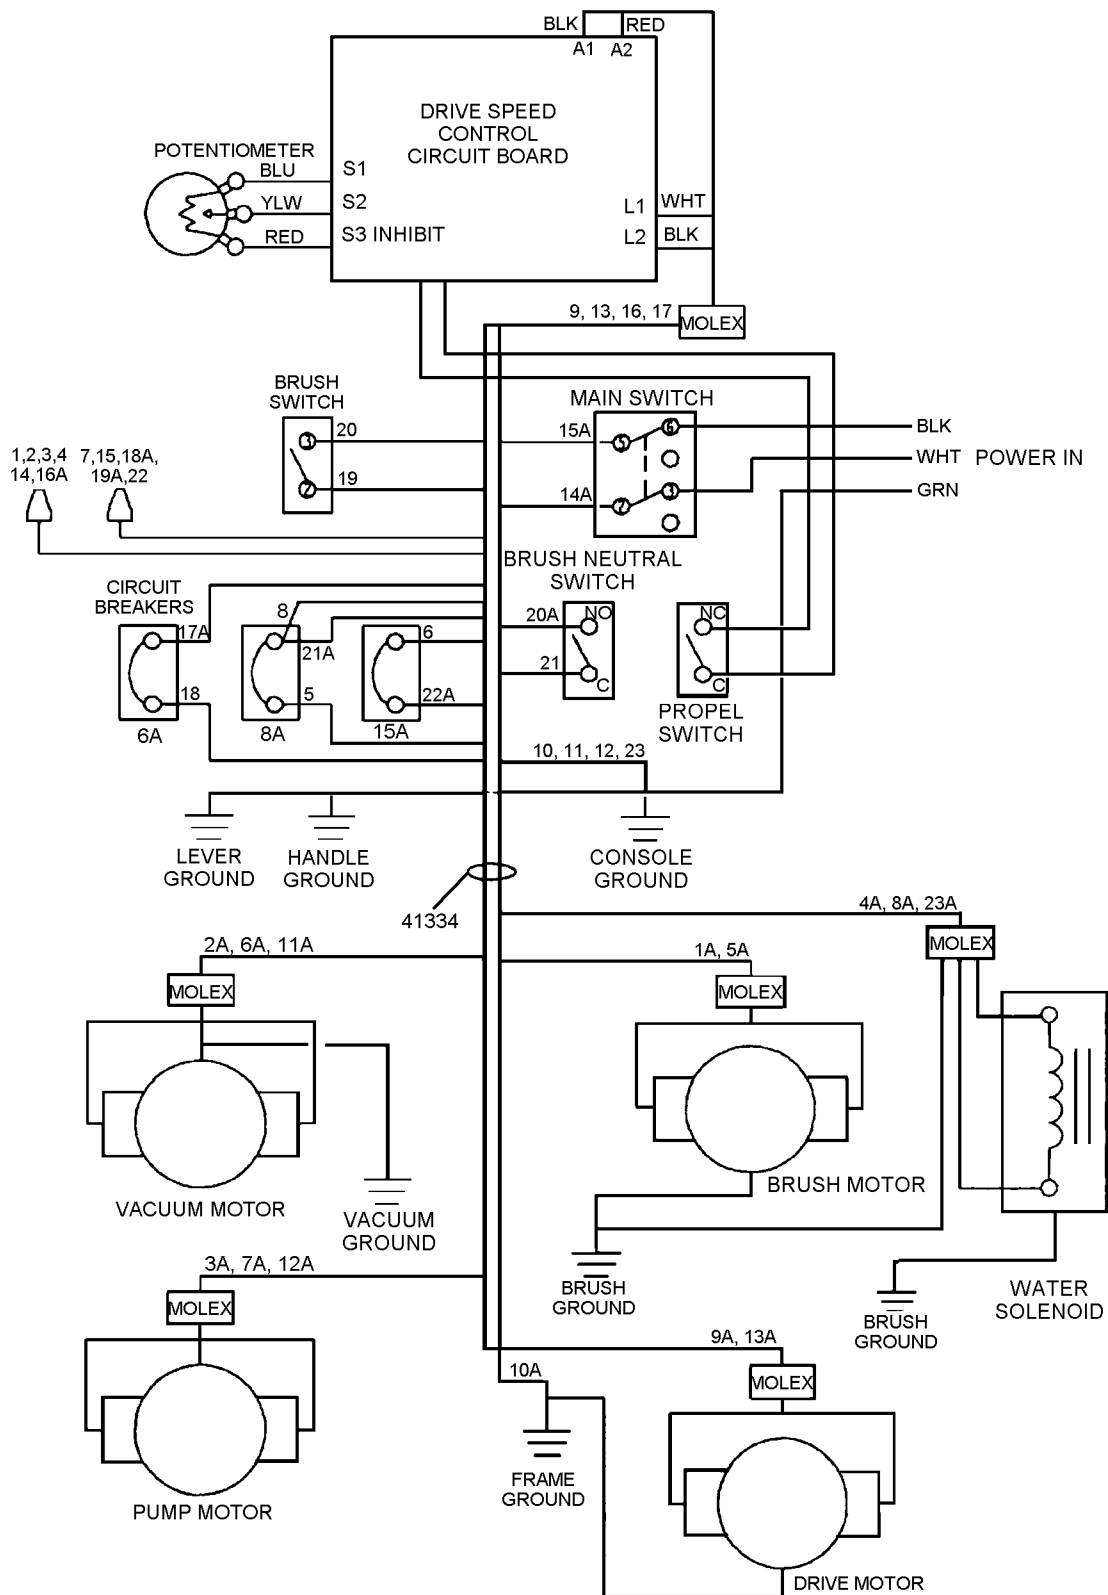 BLK RED
A1 A2
DRIVE SPEED
CONTROL
CIRCUIT BOARD
POTENTIOMETER
BLU S1
YLW S2
RED S3 INHIBIT
L1 WHT
L2 BLK
9, 13, 16, 17 MOLEX
BRUSH
SWITCH
20
3
19
2
MAIN SWITCH
15A 5 6
14A 2 3
BLK
WHT POWER IN
GRN
1,2,3,4
14,16A
7,15,18A,
19A,22
CIRCUIT
BREAKERS
17A
18
6A
8
21A
5
8A
6
22A
15A
BRUSH NEUTRAL
SWITCH
20A NO
21 C
NC
C
PROPEL
SWITCH
10, 11, 12, 23
LEVER
GROUND
HANDLE
GROUND
CONSOLE
GROUND
41334
4A, 8A, 23A
MOLEX
2A, 6A, 11A
MOLEX
1A, 5A
MOLEX
VACUUM MOTOR
VACUUM
GROUND
BRUSH MOTOR
BRUSH
GROUND
WATER
SOLENOID
BRUSH
GROUND
3A, 7A, 12A
MOLEX
PUMP MOTOR
9A, 13A
MOLEX
10A
FRAME
GROUND
DRIVE MOTOR